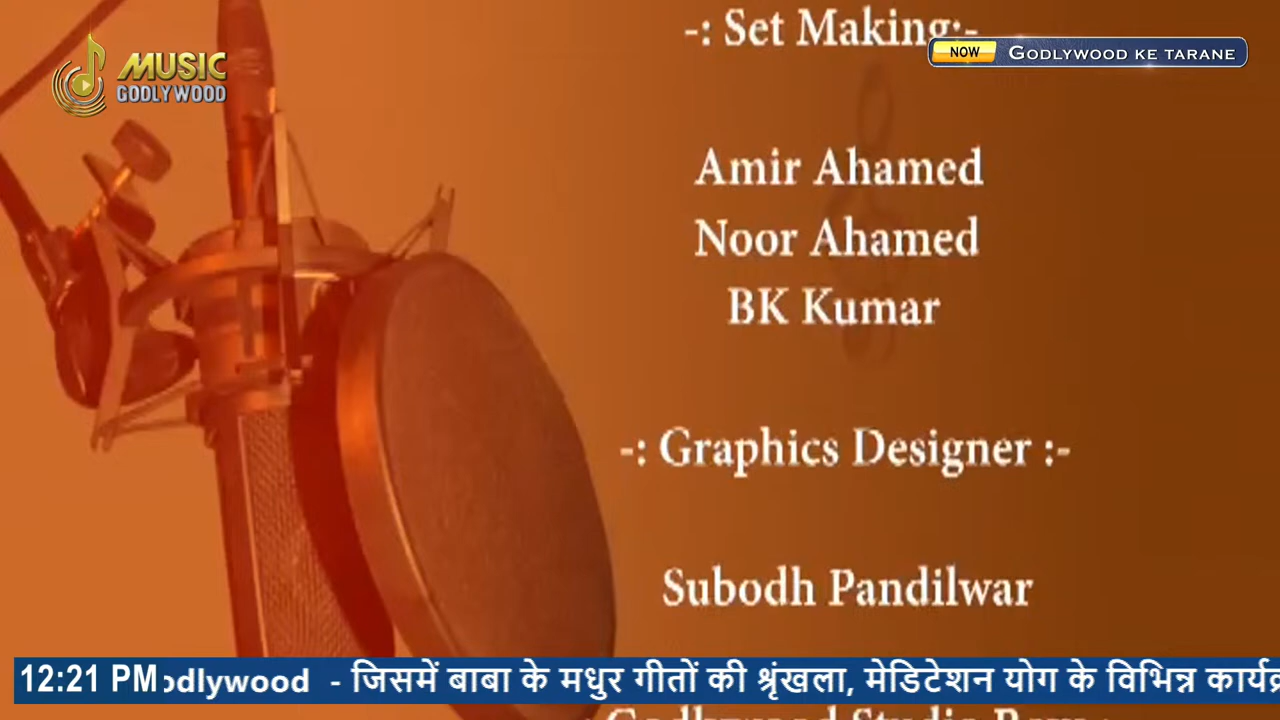 -: Set Making:-
MUSIC
GODLYWOOD
NOW GODLYWOOD KE TARANE
Amir Ahamed
Noor Ahamed
BK Kumar
-: Graphics Designer :-
Subodh Pandilwar
12:21 PM odlywood - जिसमें बाबा के मधुर गीतों की श्रृंखला, मेडिटेशन योग के विभिन्न